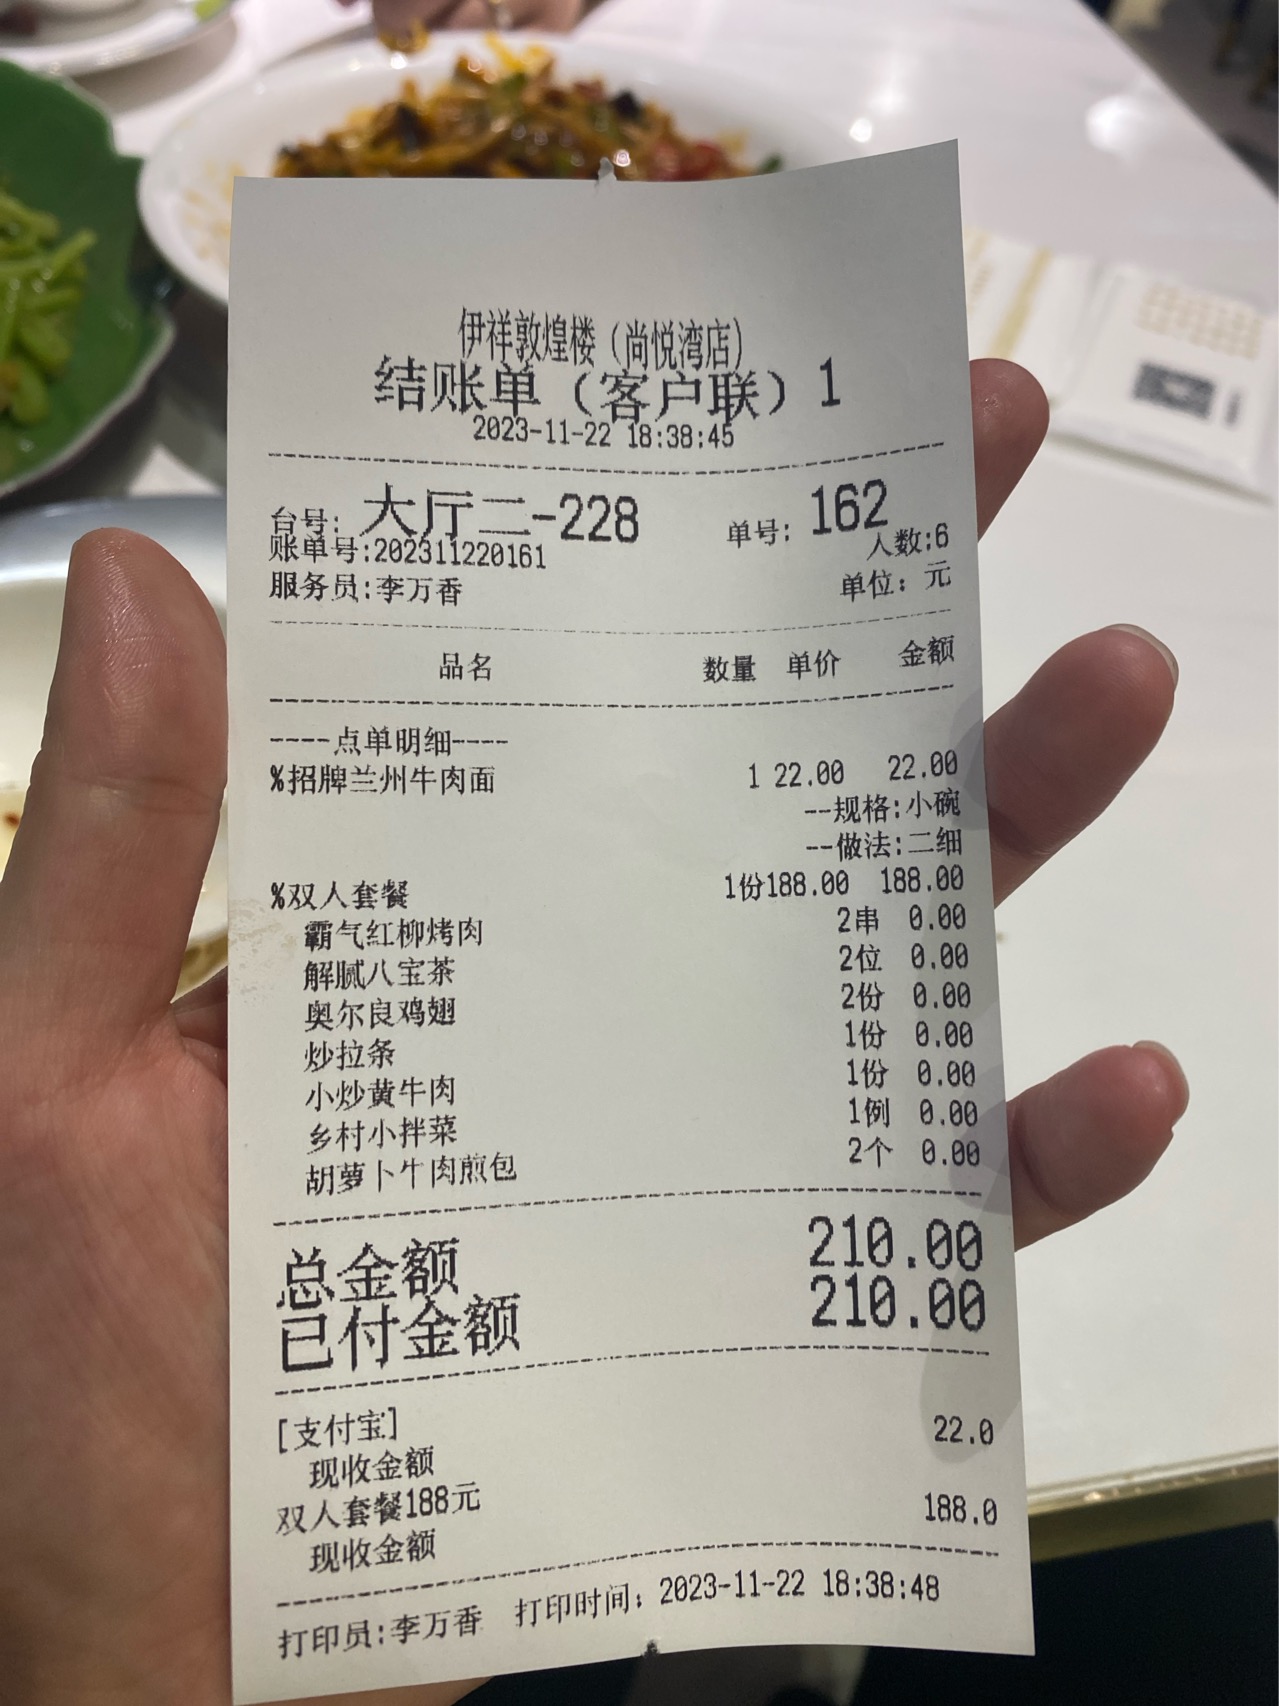 伊祥敦煌楼（尚悦湾店）
结账单（客户联）1
2023-11-22 18:38:45
台号: 大厅二-228 单号: 162
账单号:202311220161 人数:6
服务员:李万香 单位: 元
品名 数量 单价 金额
----点单明细----
%招牌兰州牛肉面 1 22.00 22.00
--规格:小碗
--做法:二细
%双人套餐 1份188.00 188.00
霸气红柳烤肉 2串 0.00
解腻八宝茶 2位 0.00
奥尔良鸡翅 2份 0.00
炒拉条 1份 0.00
小炒黄牛肉 1份 0.00
乡村小拌菜 1例 0.00
胡萝卜牛肉煎包 2个 0.00
总金额 210.00
已付金额 210.00
[支付宝]
现收金额 22.0
双人套餐188元
现收金额 188.0
打印员:李万香 打印时间: 2023-11-22 18:38:48